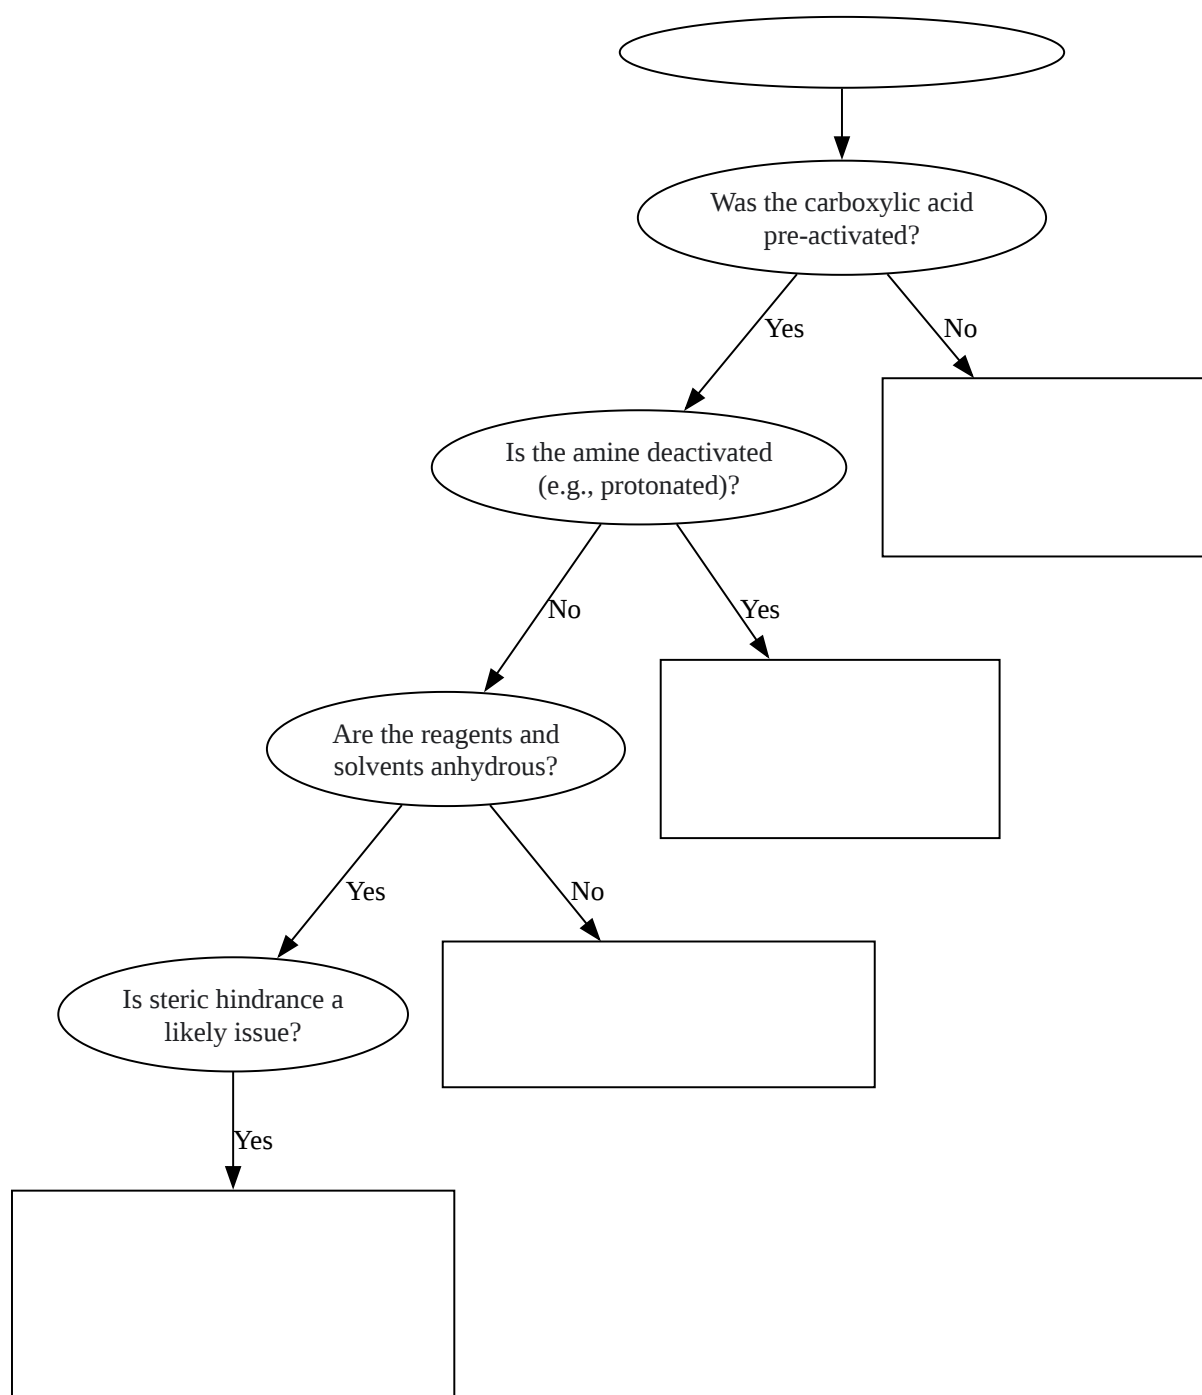 Was the carboxylic acid
pre-activated?
Yes
No
Is the amine deactivated
(e.g., protonated)?
No
Yes
Are the reagents and
solvents anhydrous?
Yes
No
Is steric hindrance a
likely issue?
Yes